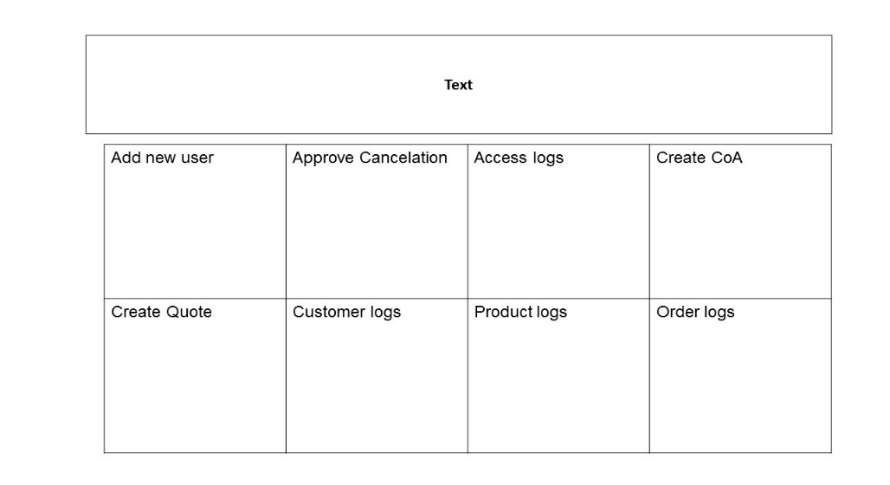 Text
Add new user
Approve Cancelation
Access logs
Create CoA
Create Quote
Customer logs
Product logs
Order logs